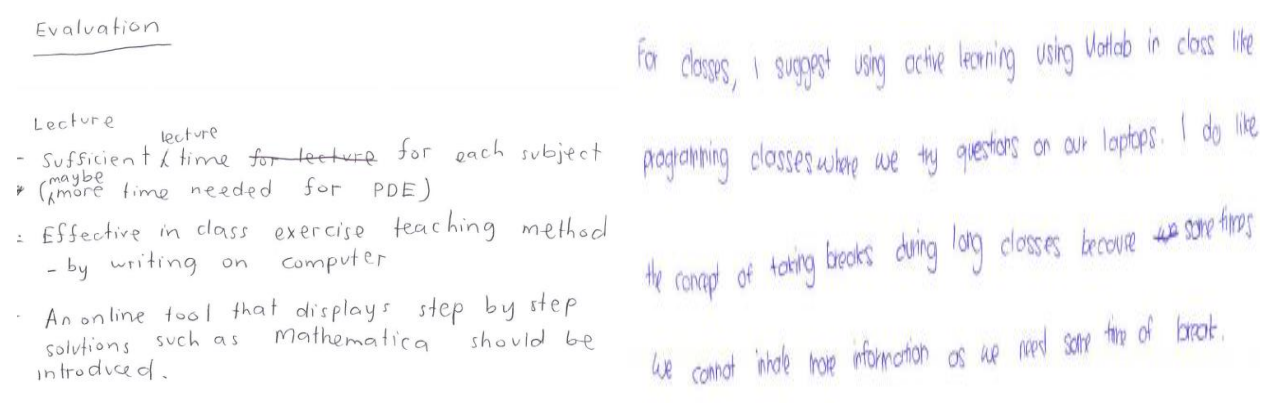 Evaluation
Lecture
- Sufficient lecture time for lecture for each subject
* (maybe more time needed for PDE)
: Effective in class exercise teaching method
- by writing on computer
· An online tool that displays step by step
solutions such as Mathematica should be
introduced.
For classes, I suggest using active learning using Matlab in class like
programming classes where we try questions on our laptops. I do like
the concept of taking breaks during long classes because we sometimes
we cannot inhale more information as we need some time of break.